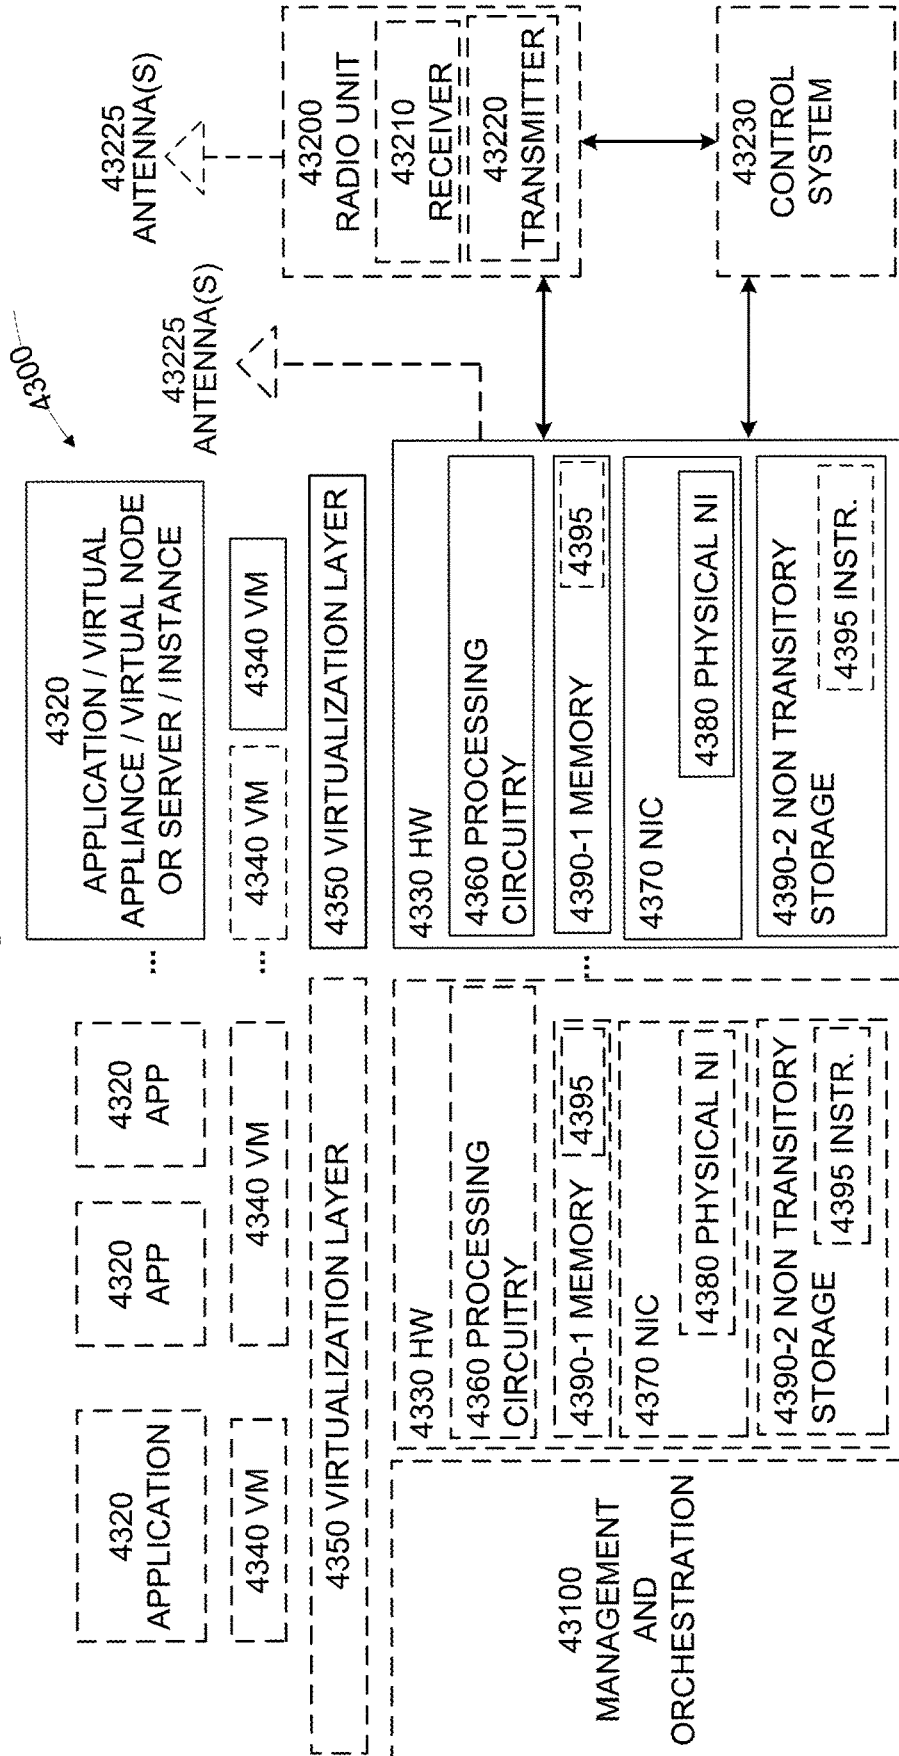 4300
4320
APPLICATION
4320
APP
4320
APP
...
4320
APPLICATION / VIRTUAL
APPLIANCE / VIRTUAL NODE
OR SERVER / INSTANCE
4340 VM
4340 VM
...
4340 VM
4340 VM
4350 VIRTUALIZATION LAYER
4350 VIRTUALIZATION LAYER
43225
ANTENNA(S)
43225
ANTENNA(S)
43100
MANAGEMENT
AND
ORCHESTRATION
4330 HW
4360 PROCESSING
CIRCUITRY
4390-1 MEMORY
4395
4370 NIC
4380 PHYSICAL NI
4390-2 NON TRANSITORY
STORAGE
4395 INSTR.
...
4330 HW
4360 PROCESSING
CIRCUITRY
4390-1 MEMORY
4395
4370 NIC
4380 PHYSICAL NI
4390-2 NON TRANSITORY
STORAGE
4395 INSTR.
43200
RADIO UNIT
43210
RECEIVER
43220
TRANSMITTER
43230
CONTROL
SYSTEM